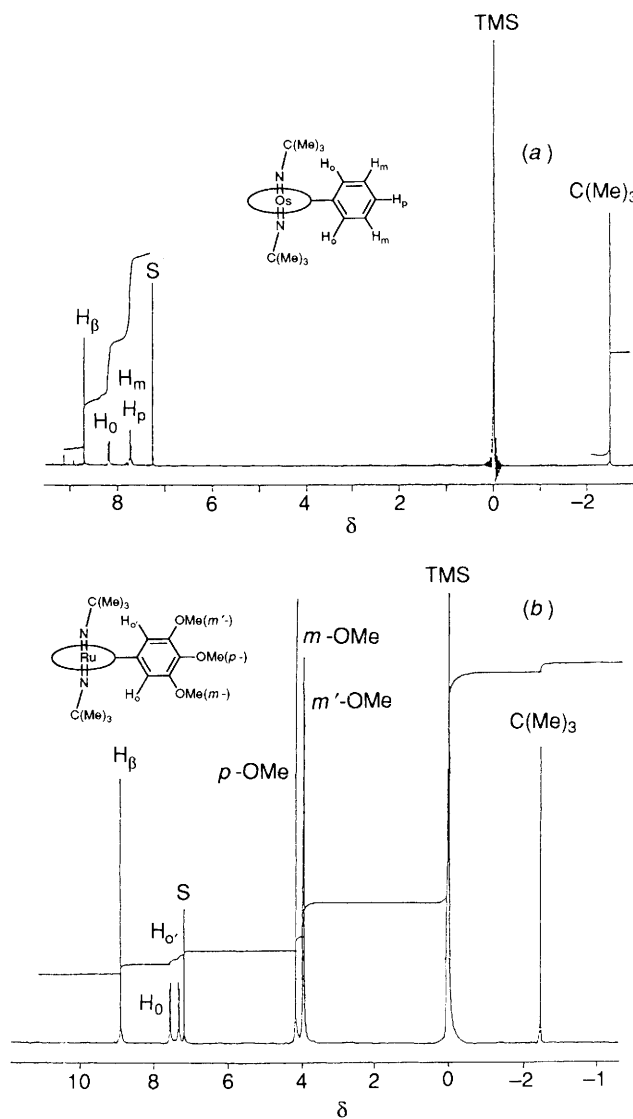 TMS
(a)
C(Me)₃
N
Os
N
C(Me)₃
Hₒ
Hₘ
Hₚ
Hₒ
Hₘ
C(Me)₃
S
Hᵦ
Hₘ
H₀
Hₚ
8
6
4
2
0
−2
δ
TMS
(b)
C(Me)₃
N
Ru
N
C(Me)₃
Hₒ′
OMe(m′-)
OMe(p-)
OMe(m-)
Hₒ
m-OMe
m′-OMe
C(Me)₃
Hᵦ
p-OMe
S
Hₒ′
H₀
10
8
6
4
2
0
−2
−1
δ